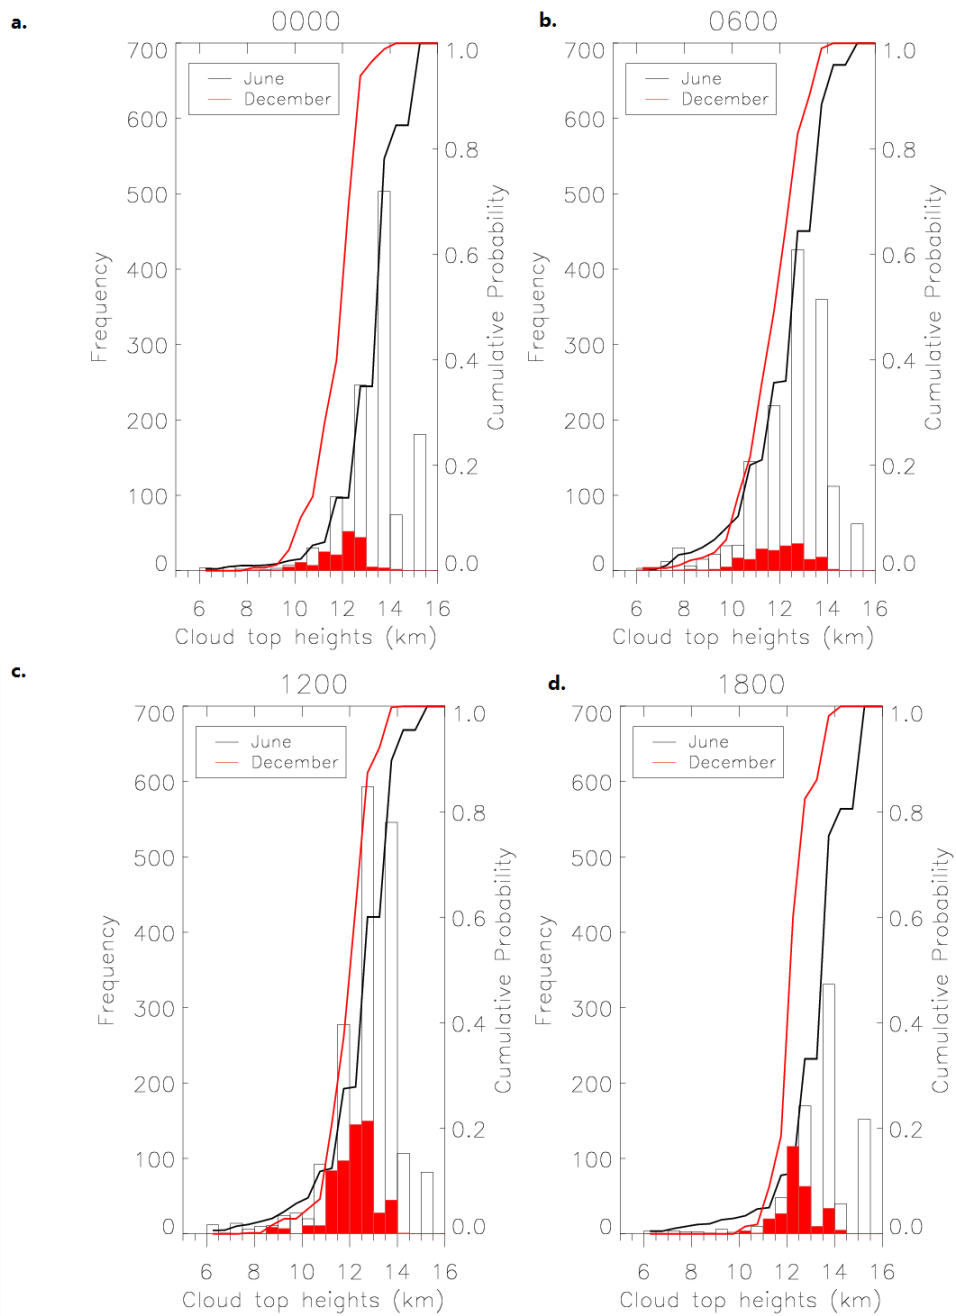 a.
0000
700
600
500
400
300
200
100
0
Frequency
June
December
1.0
0.8
0.6
0.4
0.2
0.0
Cumulative Probability
6 8 10 12 14 16
Cloud top heights (km)
b.
0600
700
600
500
400
300
200
100
0
Frequency
June
December
1.0
0.8
0.6
0.4
0.2
0.0
Cumulative Probability
6 8 10 12 14 16
Cloud top heights (km)
c.
1200
700
600
500
400
300
200
100
0
Frequency
June
December
1.0
0.8
0.6
0.4
0.2
0.0
Cumulative Probability
6 8 10 12 14 16
Cloud top heights (km)
d.
1800
700
600
500
400
300
200
100
0
Frequency
June
December
1.0
0.8
0.6
0.4
0.2
0.0
Cumulative Probability
6 8 10 12 14 16
Cloud top heights (km)